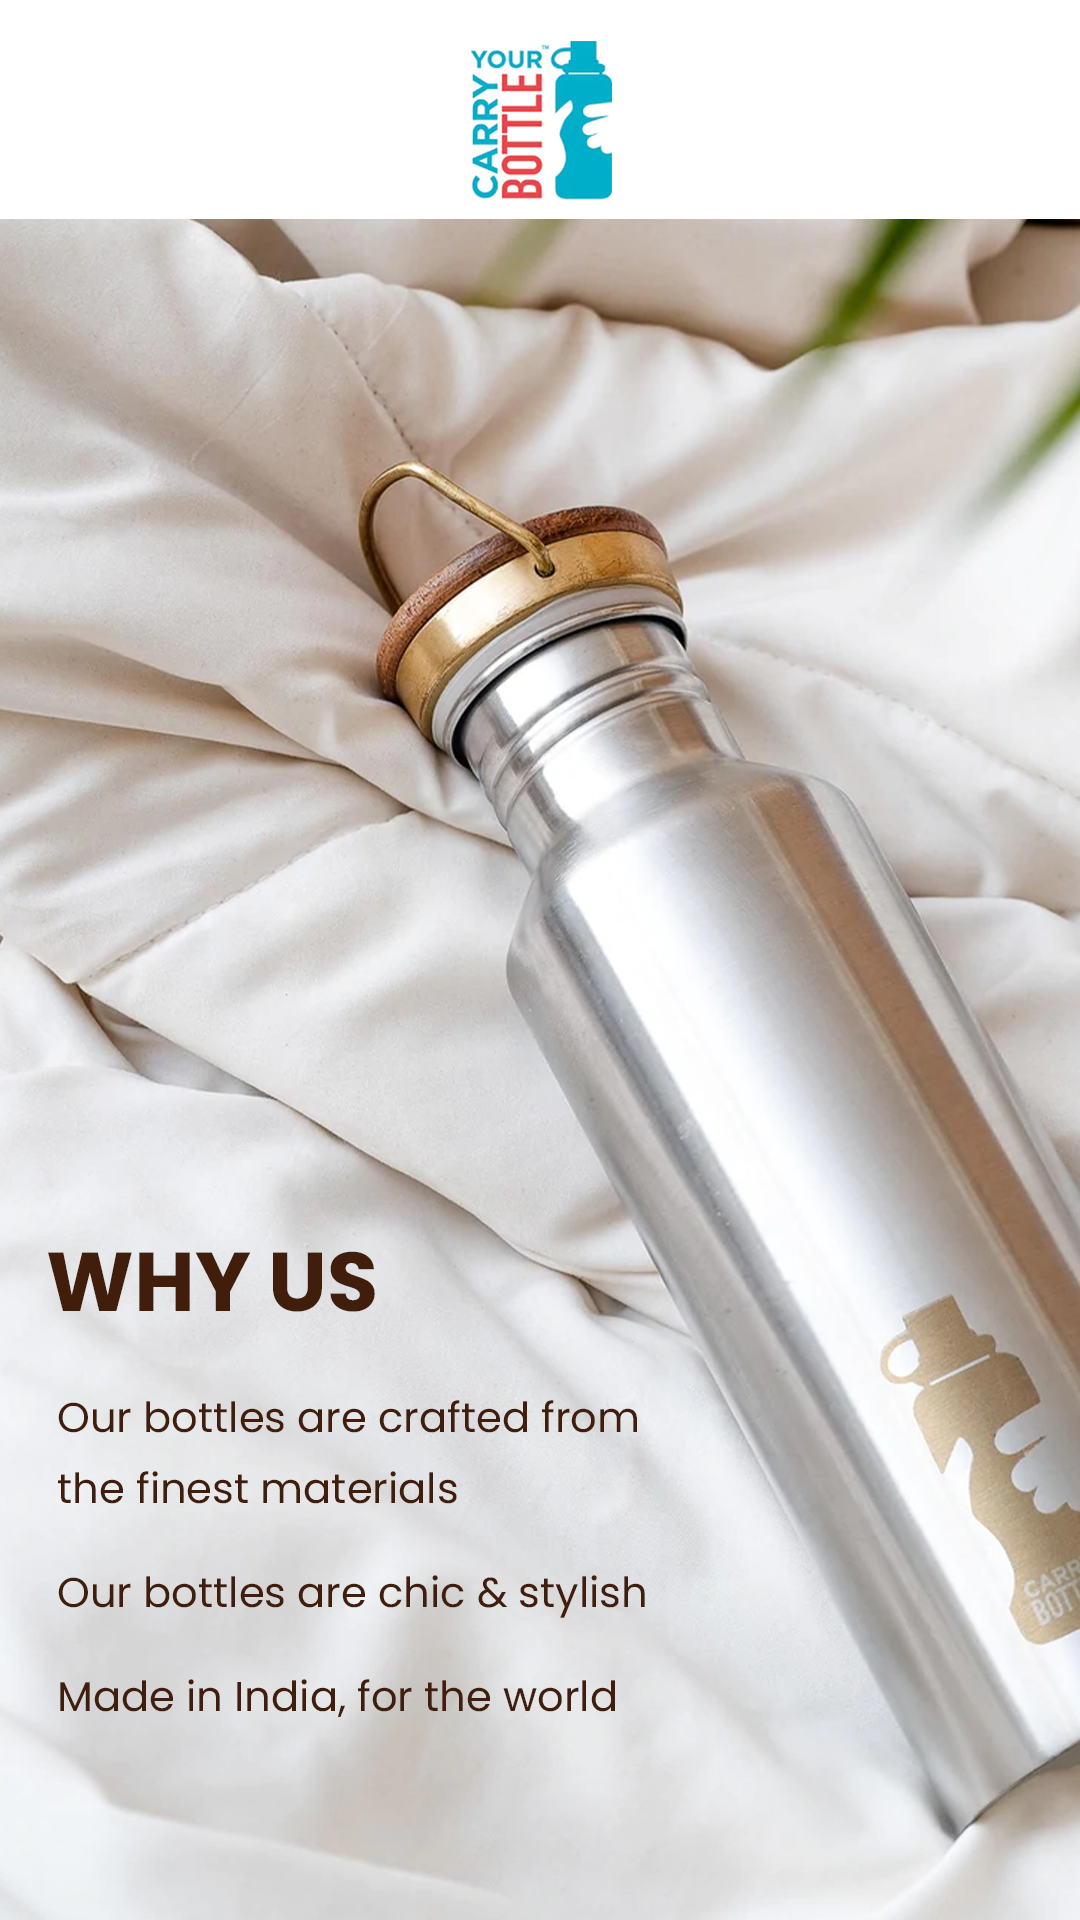 YOUR™
CARRY
BOTTLE
WHY US
Our bottles are crafted from
the finest materials
Our bottles are chic & stylish
Made in India, for the world